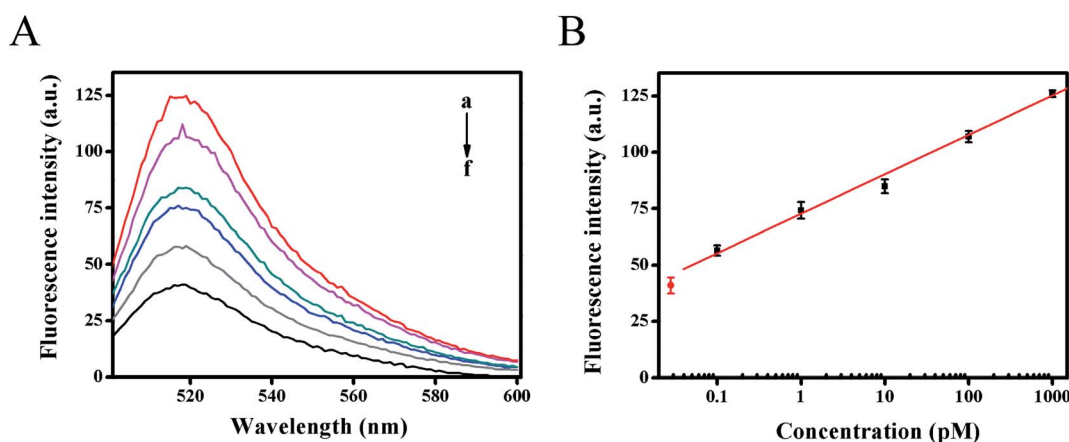 A
Fluorescence intensity (a.u.)
125
100
75
50
25
0
520
540
560
580
600
Wavelength (nm)
a
f
B
Fluorescence intensity (a.u.)
125
100
75
50
25
0
0.1
1
10
100
1000
Concentration (pM)